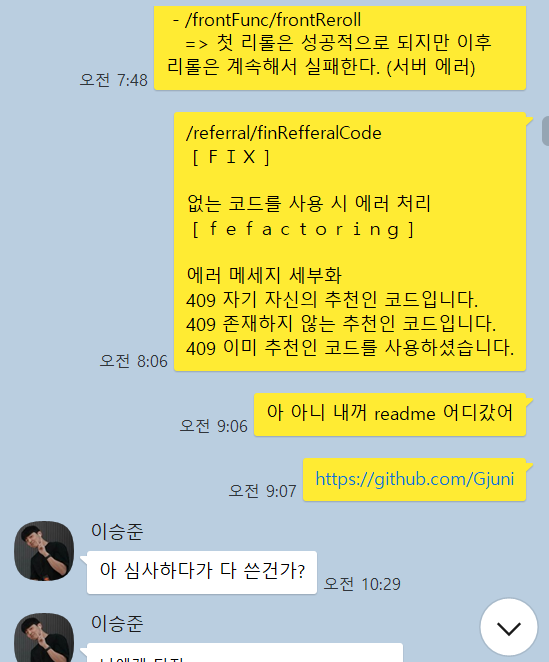 - /frontFunc/frontReroll
=> 첫 리롤은 성공적으로 되지만 이후
리롤은 계속해서 실패한다. (서버 에러)
오전 7:48
/referral/finRefferalCode
[ F I X ]
없는 코드를 사용 시 에러 처리
[ f e f a c t o r i n g ]
에러 메세지 세부화
409 자기 자신의 추천인 코드입니다.
409 존재하지 않는 추천인 코드입니다.
409 이미 추천인 코드를 사용하셨습니다.
오전 8:06
아 아니 내꺼 readme 어디갔어
오전 9:06
https://github.com/Gjuni
오전 9:07
이승준
아 심사하다가 다 쓴건가?
오전 10:29
이승준